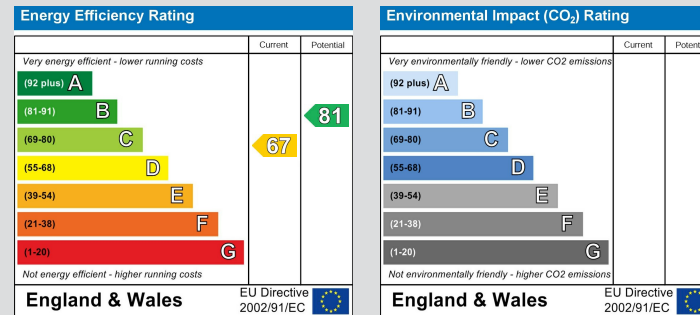 Energy Efficiency Rating
Current Potential
Very energy efficient - lower running costs
(92 plus) A
(81-91) B
81
(69-80) C
67
(55-68) D
(39-54) E
(21-38) F
(1-20) G
Not energy efficient - higher running costs
England & Wales
EU Directive
2002/91/EC
Environmental Impact (CO₂) Rating
Current Potent
Very environmentally friendly - lower CO2 emissions
(92 plus) A
(81-91) B
(69-80) C
(55-68) D
(39-54) E
(21-38) F
(1-20) G
Not environmentally friendly - higher CO2 emissions
England & Wales
EU Directive
2002/91/EC